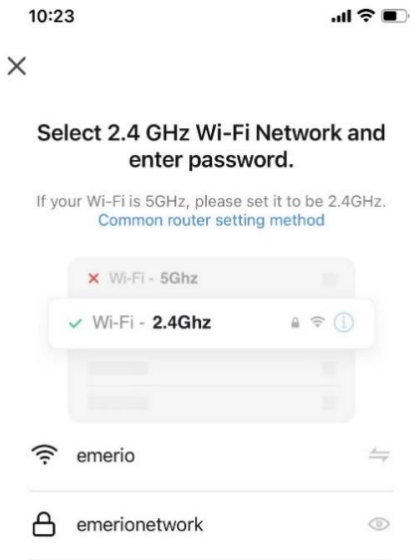 10:23
Select 2.4 GHz Wi-Fi Network and
enter password.
If your Wi-Fi is 5GHz, please set it to be 2.4GHz.
Common router setting method
Wi-Fi - 5Ghz
Wi-Fi - 2.4Ghz
emerio
emerionetwork